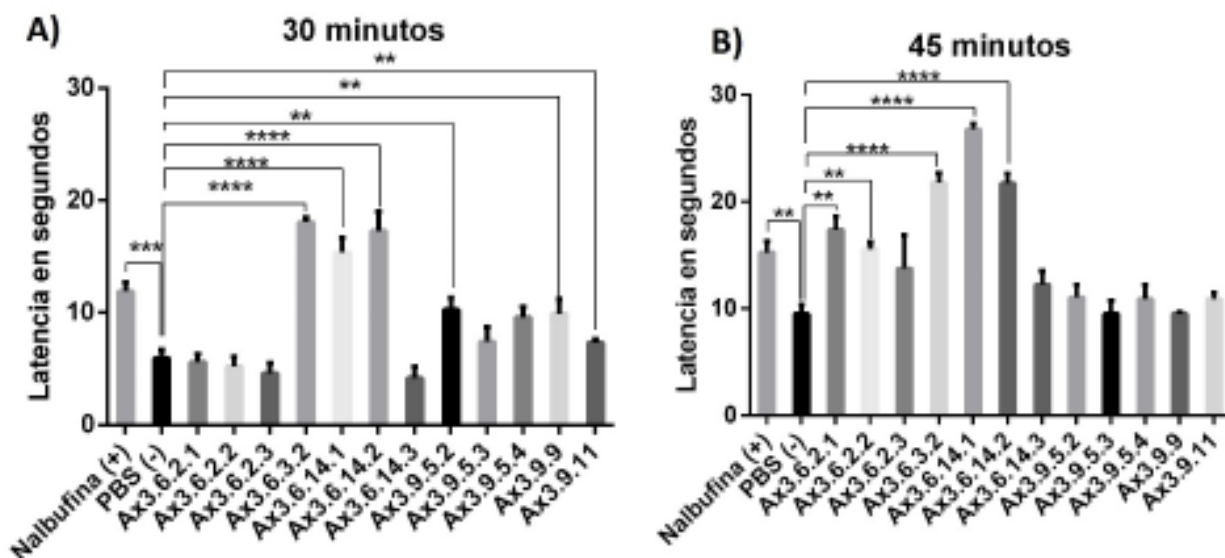 A)
30 minutos
Latencia en segundos
30
20
10
0
**
**
**
****
****
****
***
Nalbufina (+)
PBS (-)
Ax3.6.2.1
Ax3.6.2.2
Ax3.6.2.3
Ax3.6.3.2
Ax3.6.14.1
Ax3.6.14.2
Ax3.6.14.3
Ax3.9.5.2
Ax3.9.5.3
Ax3.9.5.4
Ax3.9.9
Ax3.9.11
B)
45 minutos
Latencia en segundos
30
20
10
0
****
****
****
**
**
**
Nalbufina (+)
PBS (-)
Ax3.6.2.1
Ax3.6.2.2
Ax3.6.2.3
Ax3.6.3.2
Ax3.6.14.1
Ax3.6.14.2
Ax3.6.14.3
Ax3.9.5.2
Ax3.9.5.3
Ax3.9.5.4
Ax3.9.9
Ax3.9.11